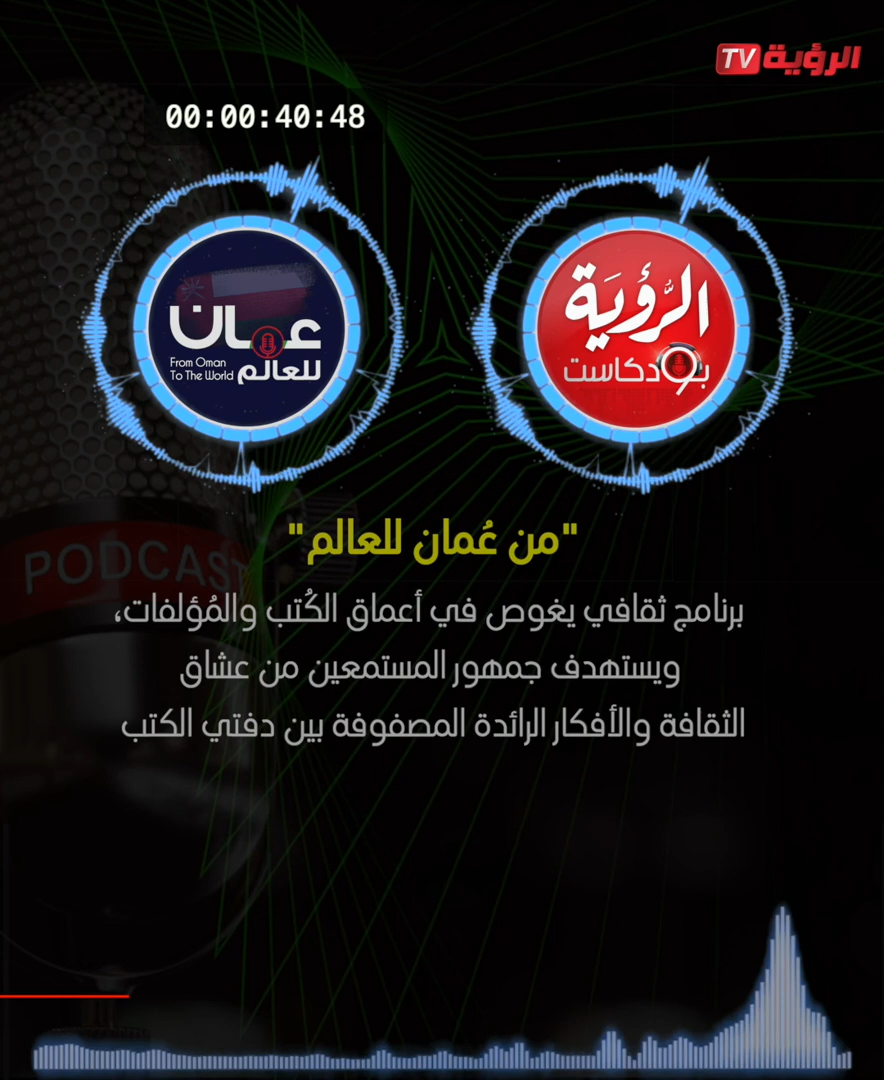 الرؤية TV
00:00:40:48
الرُّؤيَة
بودكاست
عمان
للعالم
From Oman
To The World
"من عُمان للعالم"
PODCAST
برنامج ثقافي يغوص في أعماق الكُتب والمُؤلفات،
ويستهدف جمهور المستمعين من عشاق
الثقافة والأفكار الرائدة المصفوفة بين دفتي الكتب